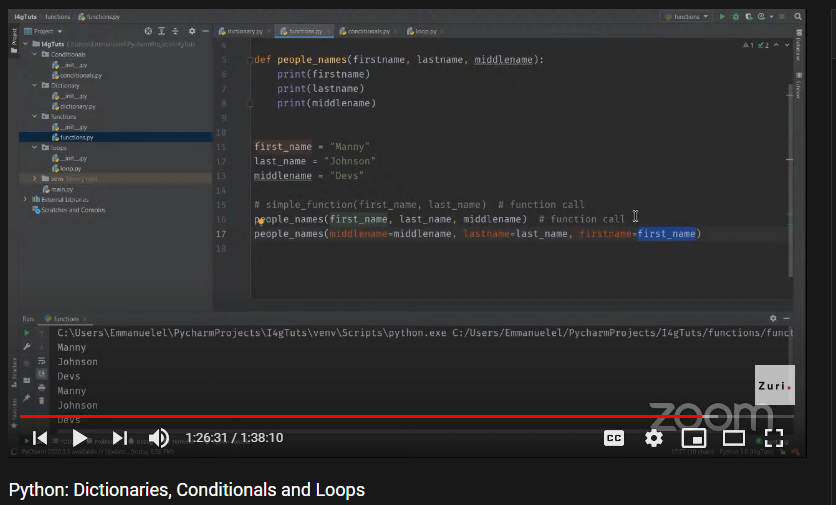 I4gTuts functions functions.py functions
Project dictionary.py functions.py conditionals.py loop.py
I4gTuts C:\Users\Emmanuelel\PycharmProjects\I4gTuts
Conditionals
__init__.py
conditionals.py
Dictionary
__init__.py
dictionary.py
functions
__init__.py
functions.py
loops
__init__.py
loop.py
venv library root
main.py
External Libraries
Scratches and Consoles
4
5 def people_names(firstname, lastname, middlename):
6 print(firstname)
7 print(lastname)
8 print(middlename)
9
10
11 first_name = "Manny"
12 last_name = "Johnson"
13 middlename = "Devs"
14
15 # simple_function(first_name, last_name) # function call
16 people_names(first_name, last_name, middlename) # function call
17 people_names(middlename=middlename, lastname=last_name, firstname=first_name)
18
Run: functions
C:\Users\Emmanuelel\PycharmProjects\I4gTuts\venv\Scripts\python.exe C:/Users/Emmanuelel/PycharmProjects/I4gTuts/functions/funct
Manny
Johnson
Devs
Manny
Johnson
Devs
Zuri.
zoom
1:26:31 / 1:38:10
CC
Python: Dictionaries, Conditionals and Loops